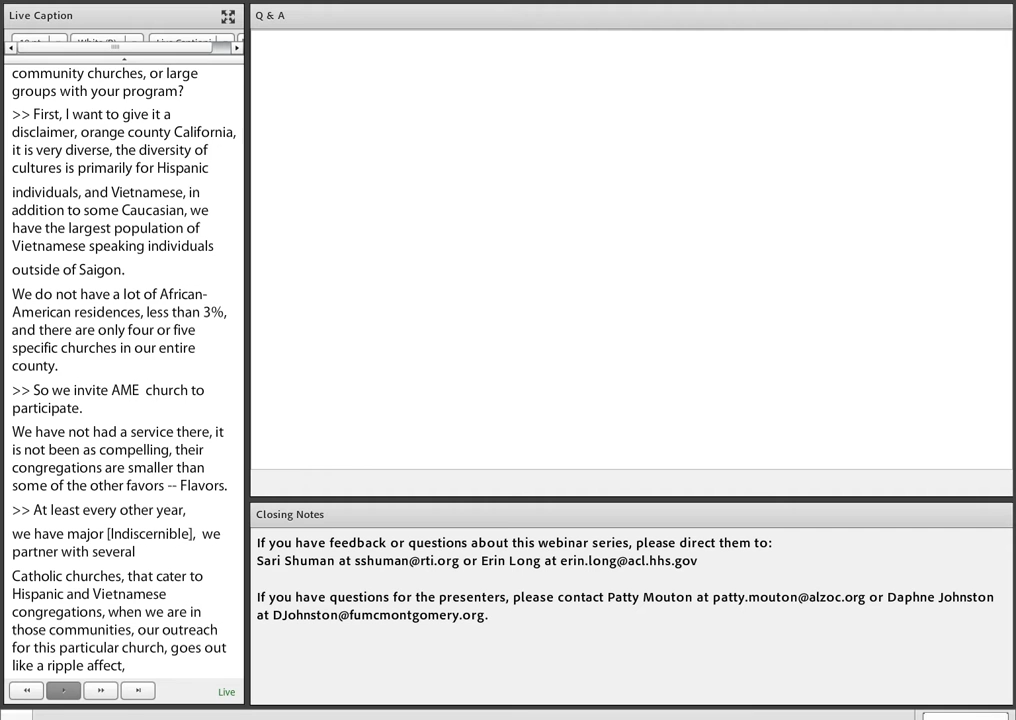 Live Caption
community churches, or large
groups with your program?
>> First, I want to give it a
disclaimer, orange county California,
it is very diverse, the diversity of
cultures is primarily for Hispanic
individuals, and Vietnamese, in
addition to some Caucasian, we
have the largest population of
Vietnamese speaking individuals
outside of Saigon.
We do not have a lot of African-
American residences, less than 3%,
and there are only four or five
specific churches in our entire
county.
>> So we invite AME  church to
participate.
We have not had a service there, it
is not been as compelling, their
congregations are smaller than
some of the other favors -- Flavors.
>> At least every other year,
we have major [Indiscernible],  we
partner with several
Catholic churches, that cater to
Hispanic and Vietnamese
congregations, when we are in
those communities, our outreach
for this particular church, goes out
like a ripple affect,
Live
Q & A
Closing Notes
If you have feedback or questions about this webinar series, please direct them to:
Sari Shuman at sshuman@rti.org or Erin Long at erin.long@acl.hhs.gov
If you have questions for the presenters, please contact Patty Mouton at patty.mouton@alzoc.org or Daphne Johnston
at DJohnston@fumcmontgomery.org.